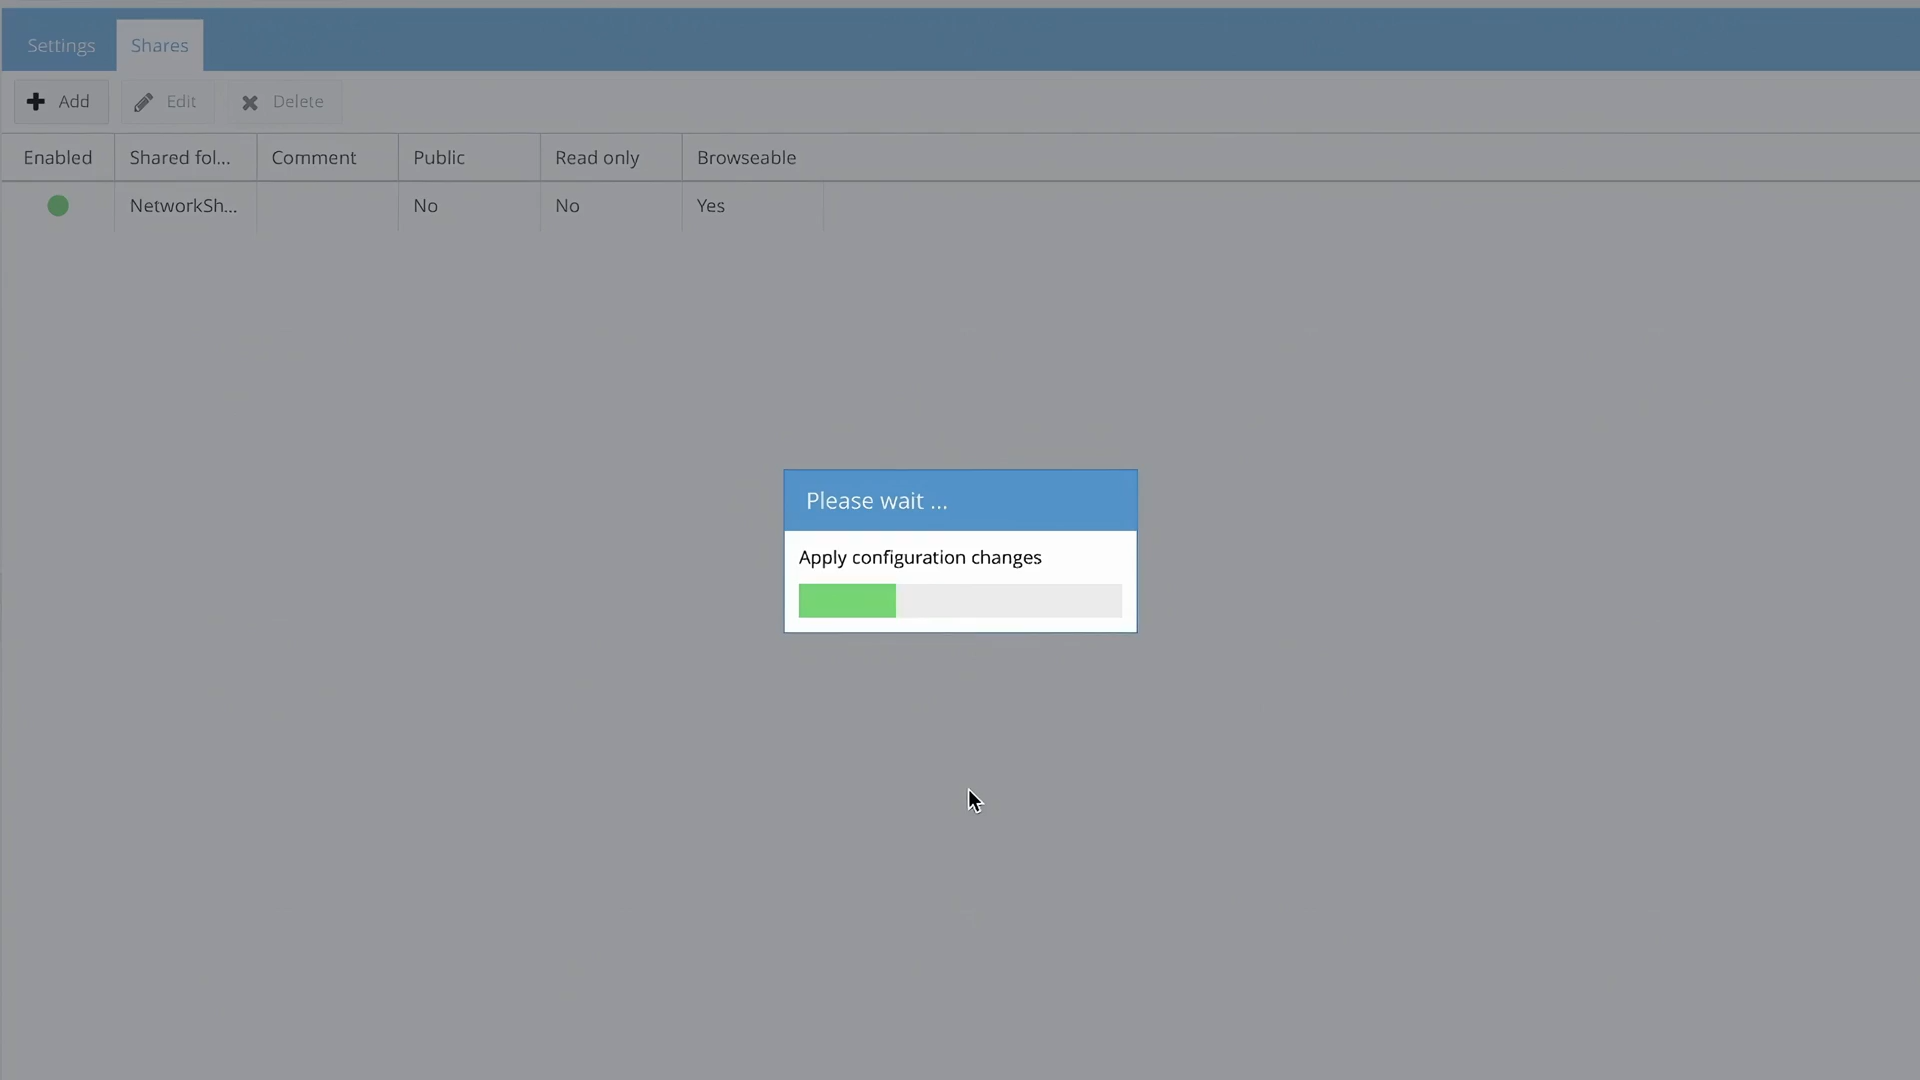 Settings Shares
Add Edit Delete
Enabled Shared fol... Comment Public Read only Browseable
NetworkSh... No No Yes
Please wait ...
Apply configuration changes